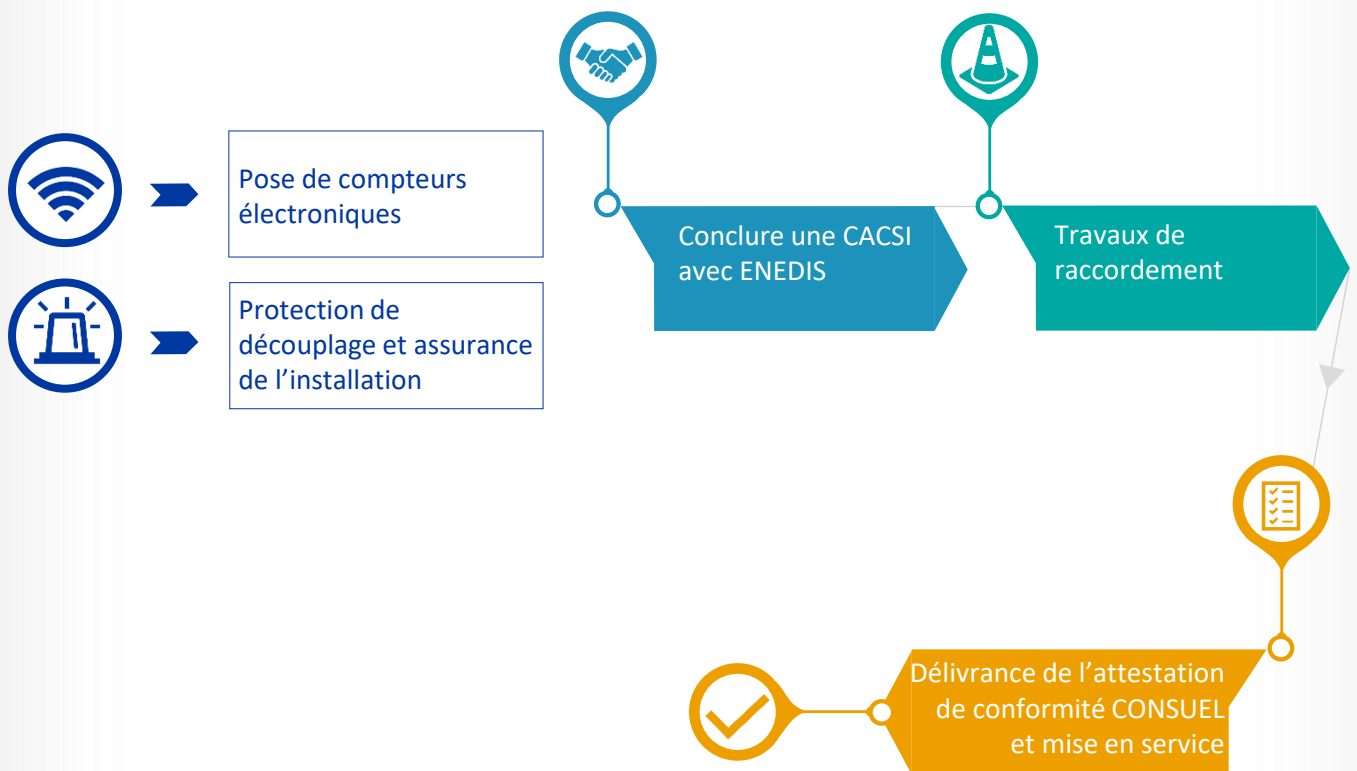 Pose de compteurs
électroniques
Protection de
découplage et assurance
de l’installation
Conclure une CACSI
avec ENEDIS
Travaux de
raccordement
Délivrance de l’attestation
de conformité CONSUEL
et mise en service